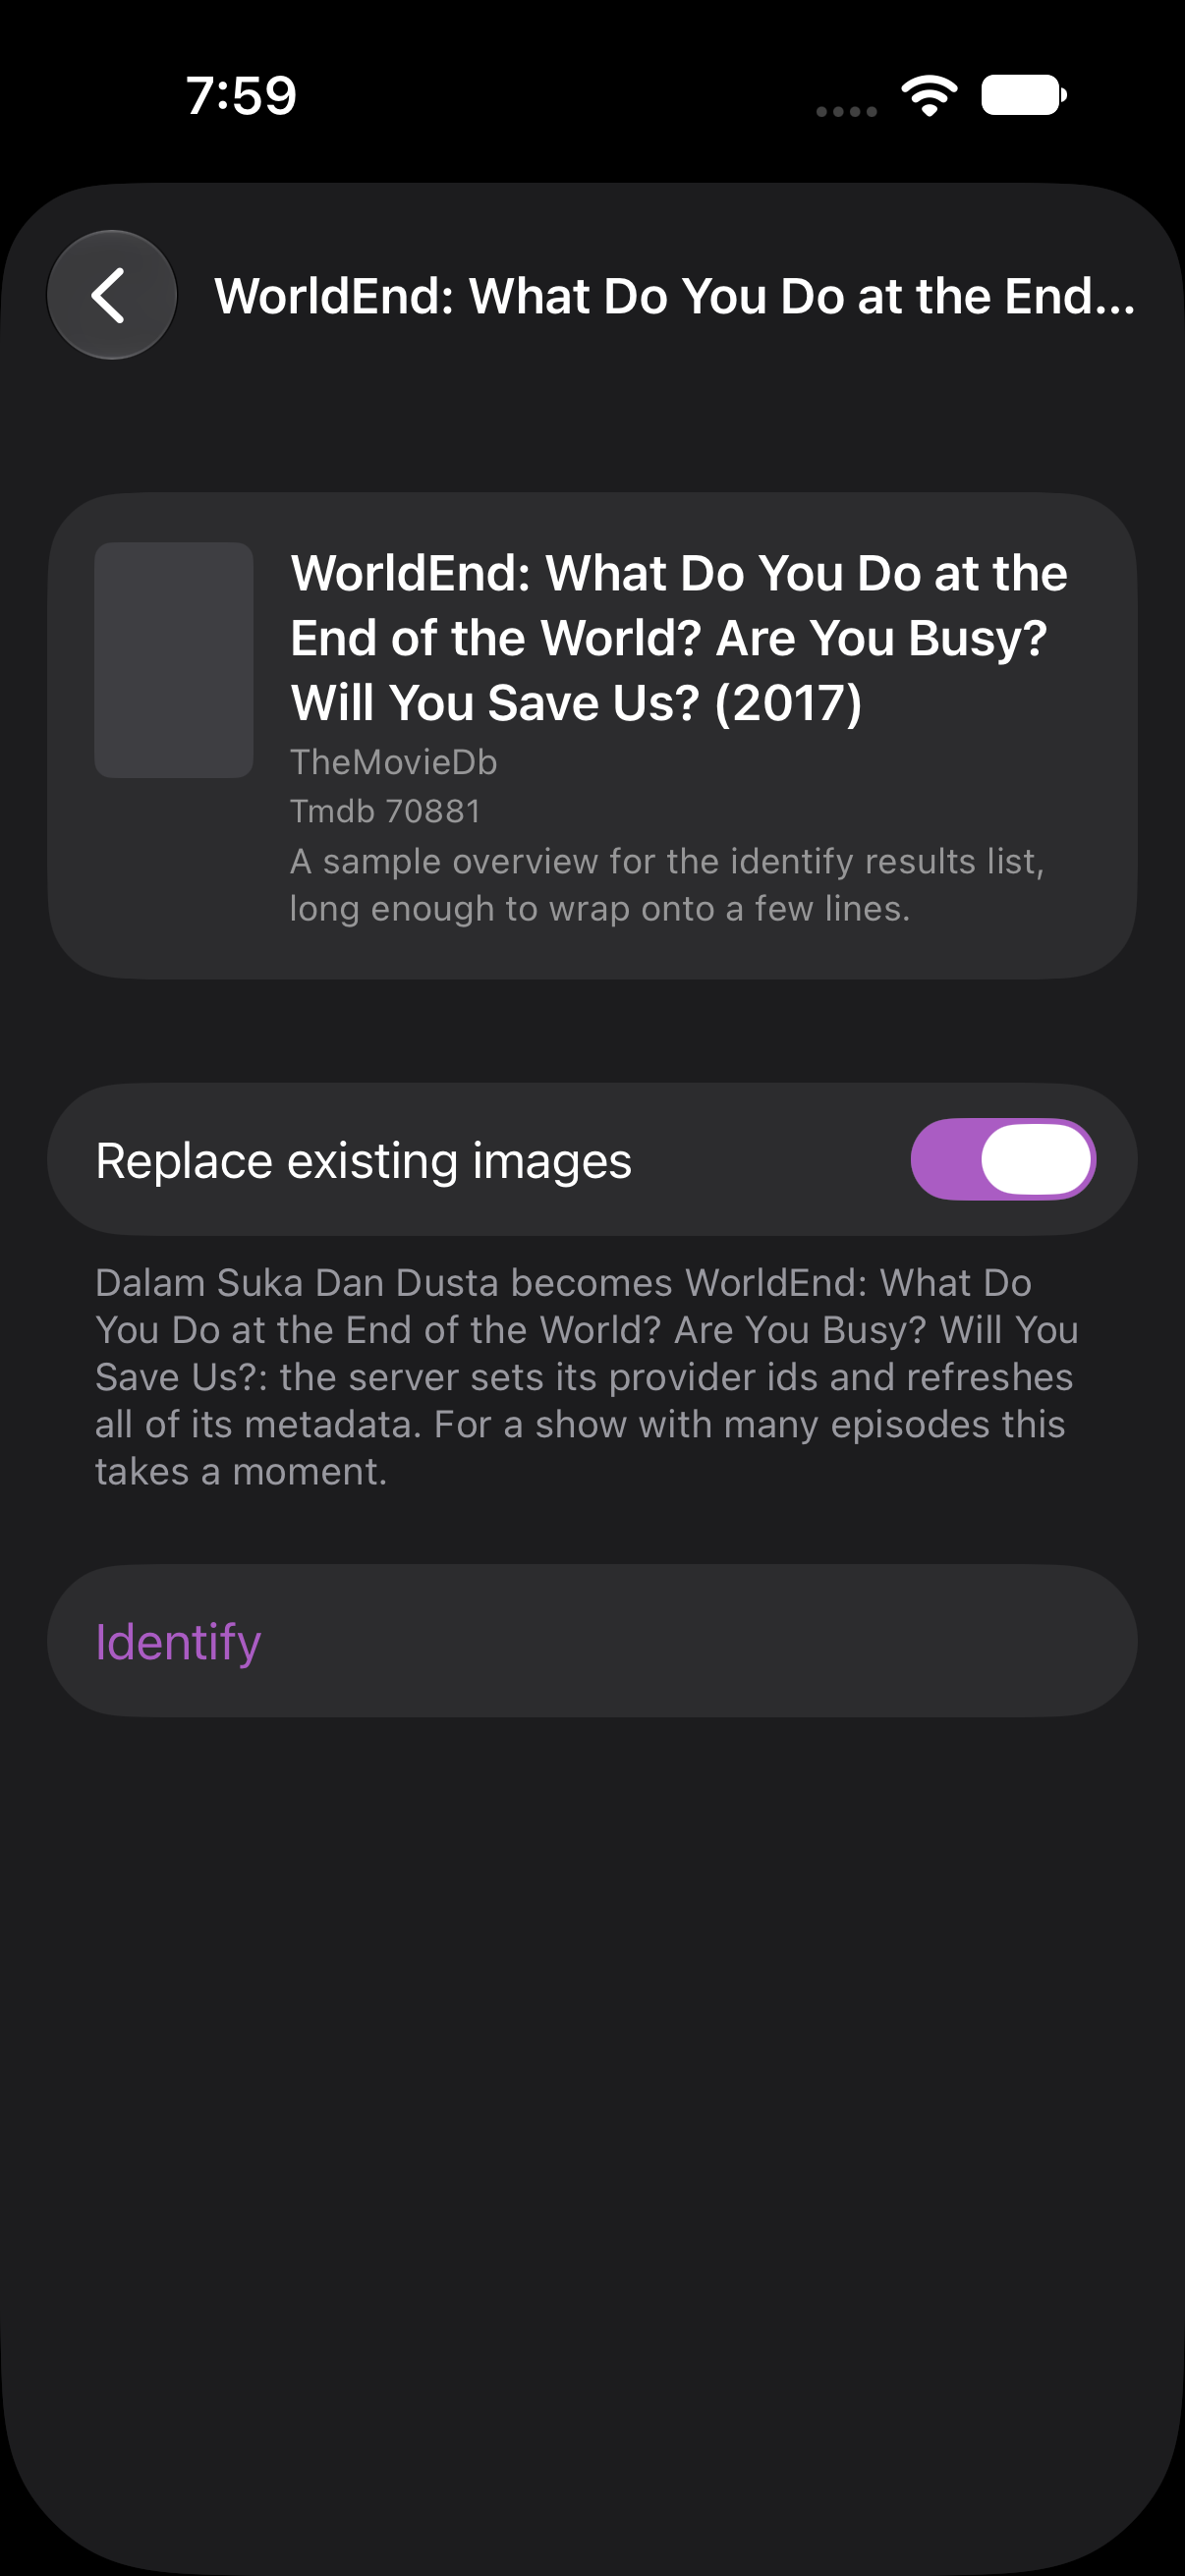 7:59
WorldEnd: What Do You Do at the End...
WorldEnd: What Do You Do at the
End of the World? Are You Busy?
Will You Save Us? (2017)
TheMovieDb
Tmdb 70881
A sample overview for the identify results list,
long enough to wrap onto a few lines.
Replace existing images
Dalam Suka Dan Dusta becomes WorldEnd: What Do
You Do at the End of the World? Are You Busy? Will You
Save Us?: the server sets its provider ids and refreshes
all of its metadata. For a show with many episodes this
takes a moment.
Identify